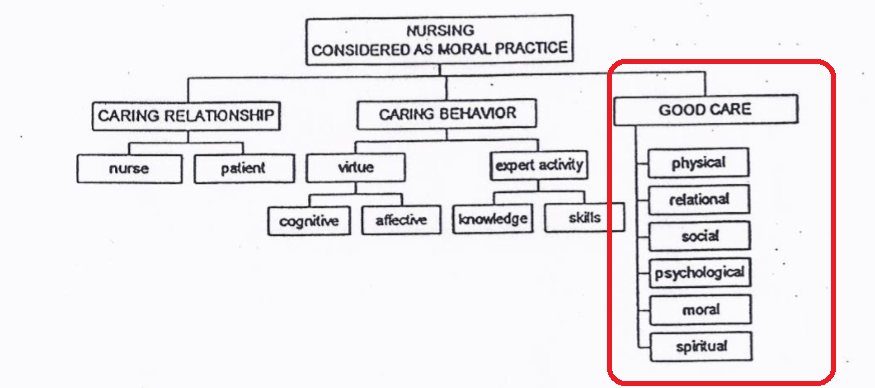 NURSING
CONSIDERED AS MORAL PRACTICE
CARING RELATIONSHIP
CARING BEHAVIOR
GOOD CARE
nurse
patient
virtue
expert activity
physical
cognitive
affective
knowledge
skills
relational
social
psychological
moral
spiritual